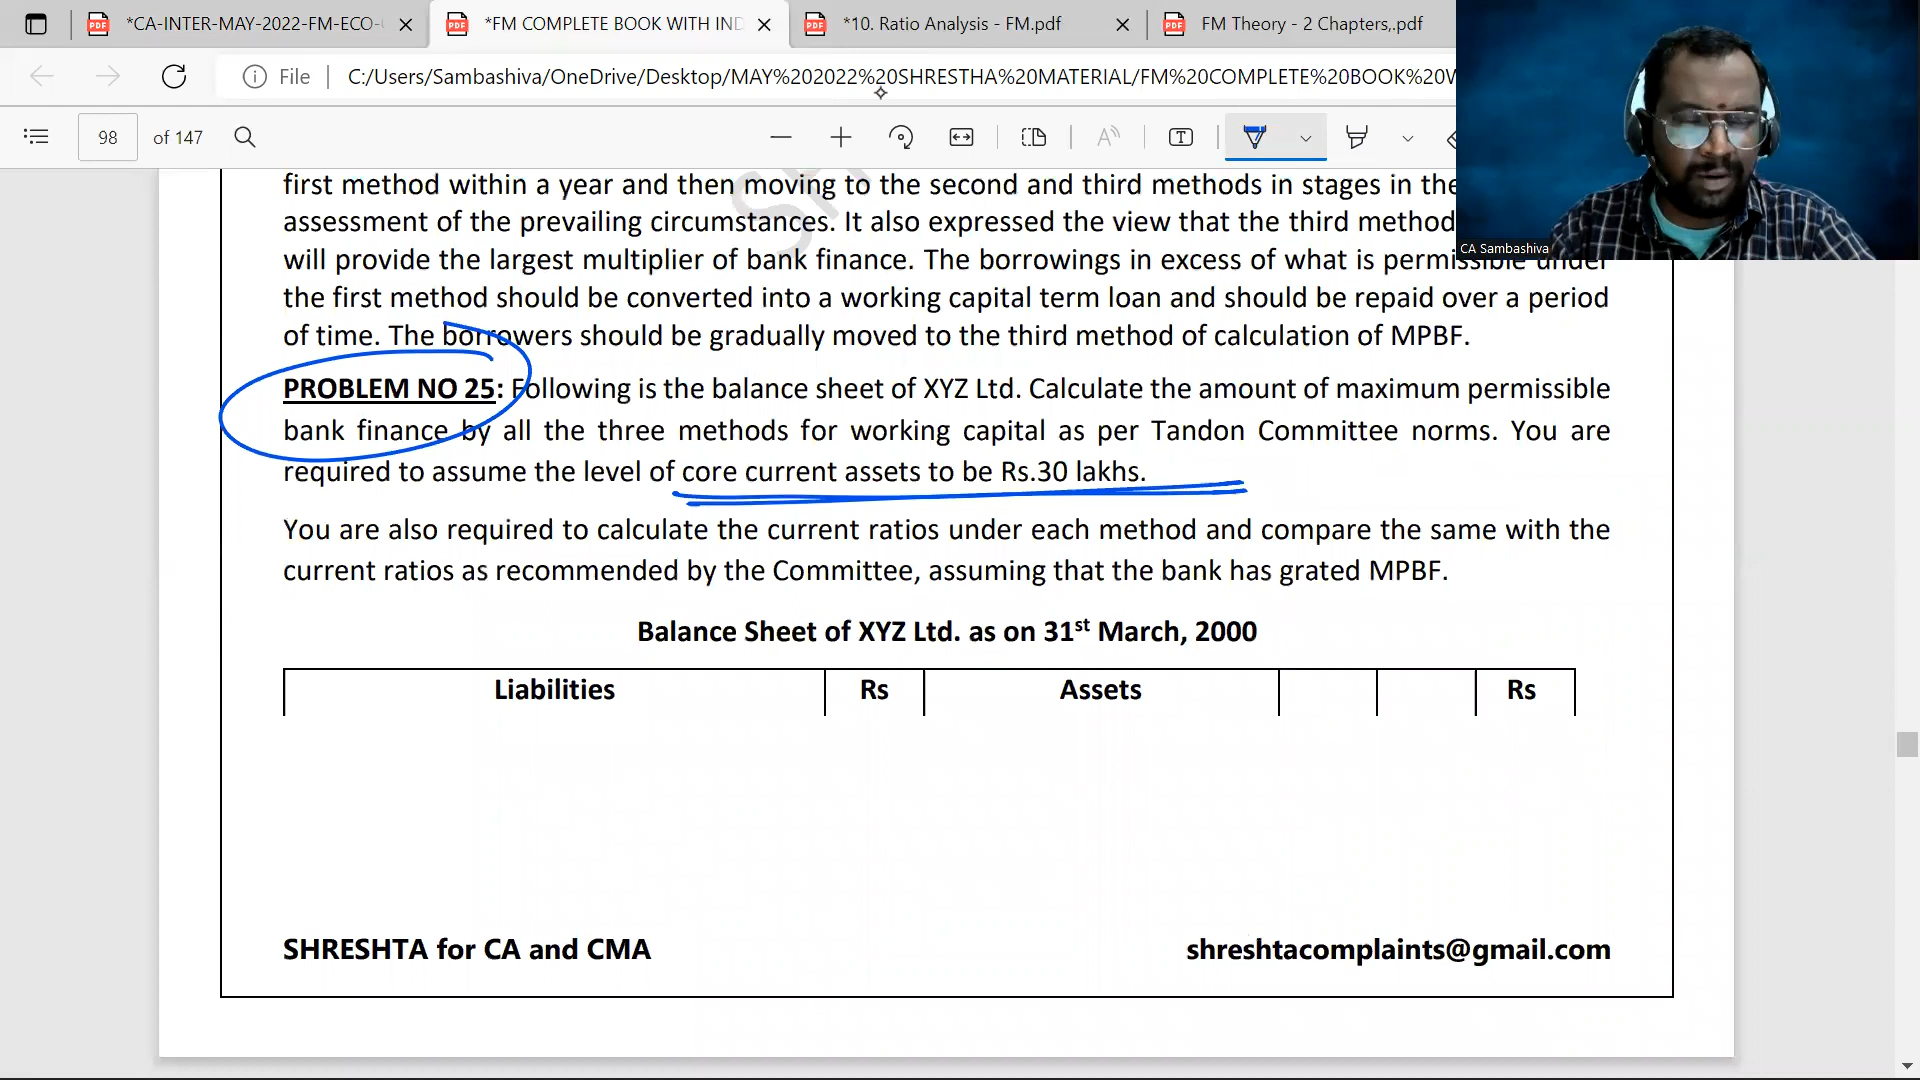 *CA-INTER-MAY-2022-FM-ECO-
*FM COMPLETE BOOK WITH IND
*10. Ratio Analysis - FM.pdf
FM Theory - 2 Chapters,.pdf
File
C:/Users/Sambashiva/OneDrive/Desktop/MAY%202022%20SHRESTHA%20MATERIAL/FM%20COMPLETE%20BOOK%20W
98 of 147
CA Sambashiva
first method within a year and then moving to the second and third methods in stages in the
assessment of the prevailing circumstances. It also expressed the view that the third method
will provide the largest multiplier of bank finance. The borrowings in excess of what is permissible under
the first method should be converted into a working capital term loan and should be repaid over a period
of time. The borrowers should be gradually moved to the third method of calculation of MPBF.
PROBLEM NO 25: Following is the balance sheet of XYZ Ltd. Calculate the amount of maximum permissible
bank finance by all the three methods for working capital as per Tandon Committee norms. You are
required to assume the level of core current assets to be Rs.30 lakhs.
You are also required to calculate the current ratios under each method and compare the same with the
current ratios as recommended by the Committee, assuming that the bank has grated MPBF.
Balance Sheet of XYZ Ltd. as on 31st March, 2000
Liabilities Rs Assets Rs
SHRESHTA for CA and CMA shreshtacomplaints@gmail.com